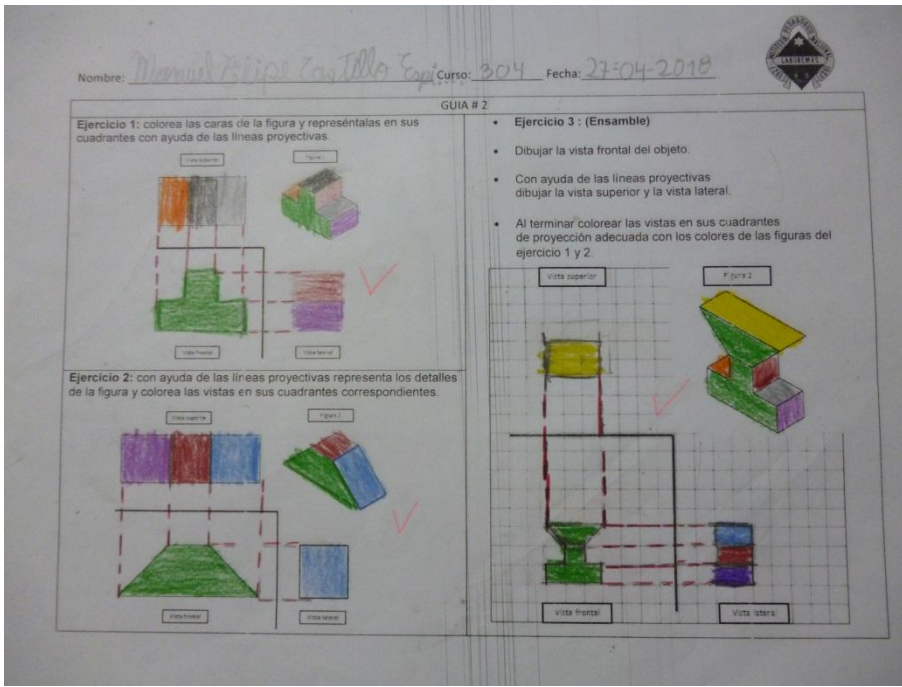 Nombre: Manuel Felipe Castillo Espi... Curso: 304 Fecha: 27-04-2018
LABOREMUS
GUIA # 2
Ejercicio 1: colorea las caras de la figura y represéntalas en sus
cuadrantes con ayuda de las líneas proyectivas.
Vista superior
Figura 1
Vista frontal
Vista lateral
Ejercicio 2: con ayuda de las líneas proyectivas representa los detalles
de la figura y colorea las vistas en sus cuadrantes correspondientes.
Vista superior
Figura 3
Vista frontal
Vista lateral
• Ejercicio 3 : (Ensamble)
• Dibujar la vista frontal del objeto.
• Con ayuda de las líneas proyectivas
dibujar la vista superior y la vista lateral.
• Al terminar colorear las vistas en sus cuadrantes
de proyección adecuada con los colores de las figuras del
ejercicio 1 y 2.
Vista superior
Figura 2
Vista frontal
Vista lateral